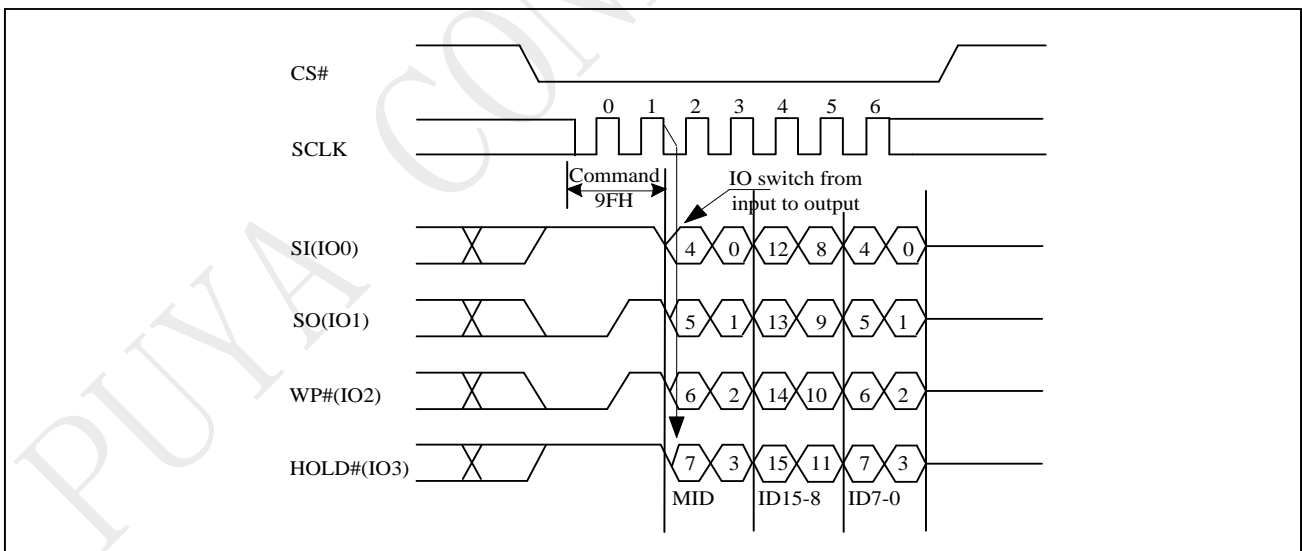 CS#
0 1 2 3 4 5 6
SCLK
Command
9FH
IO switch from
input to output
SI(IO0)
4 0 12 8 4 0
SO(IO1)
5 1 13 9 5 1
WP#(IO2)
6 2 14 10 6 2
HOLD#(IO3)
7 3 15 11 7 3
MID ID15-8 ID7-0
PUYA CON